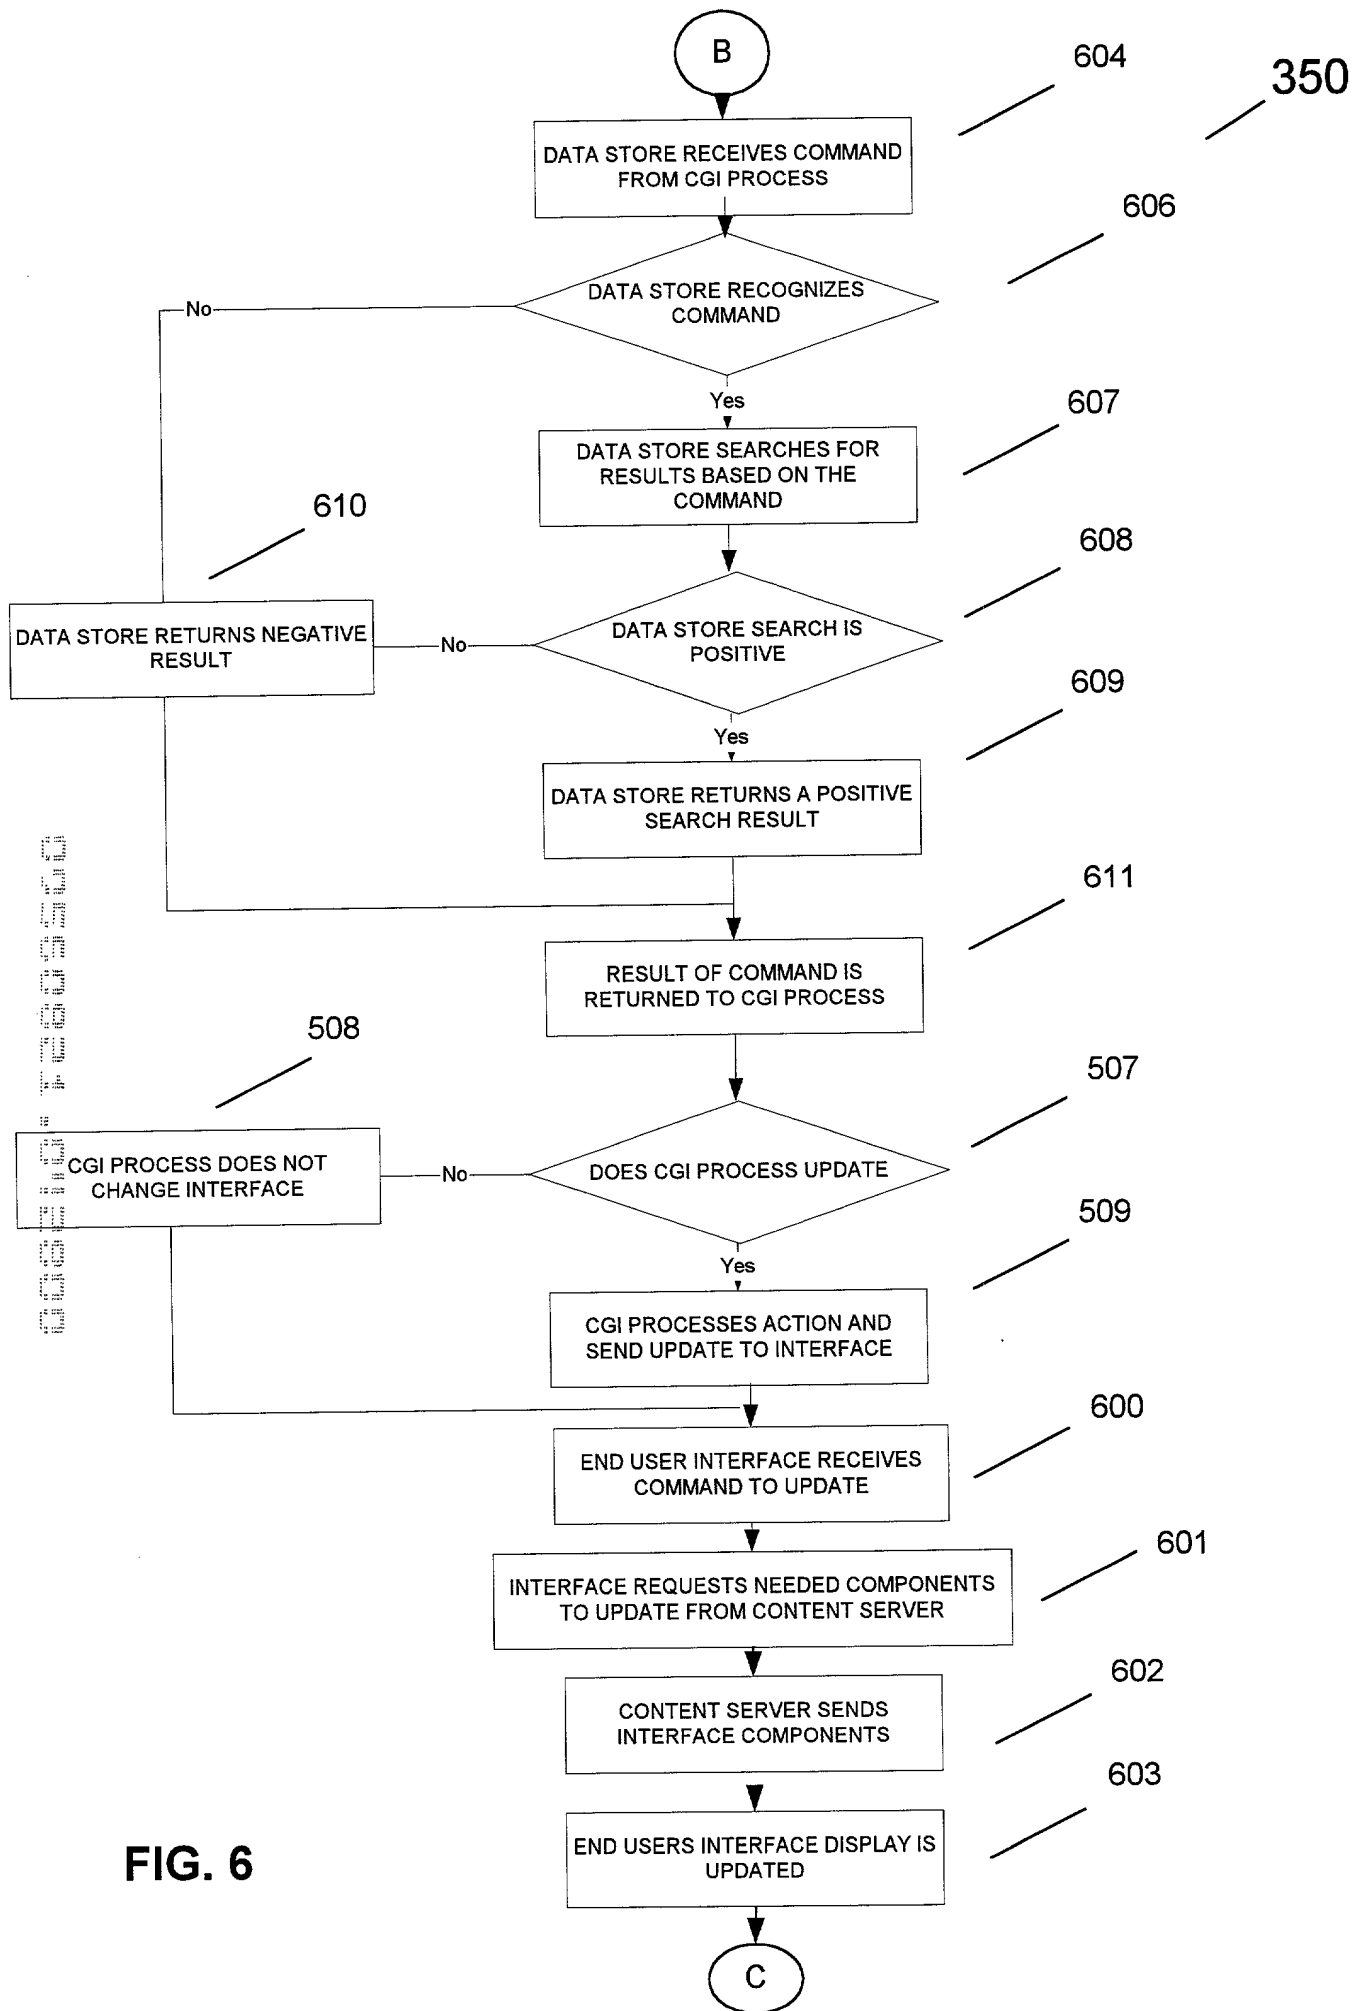 B
604
350
DATA STORE RECEIVES COMMAND
FROM CGI PROCESS
606
DATA STORE RECOGNIZES
COMMAND
No
Yes
607
DATA STORE SEARCHES FOR
RESULTS BASED ON THE
COMMAND
610
608
DATA STORE RETURNS NEGATIVE
RESULT
No
DATA STORE SEARCH IS
POSITIVE
609
Yes
DATA STORE RETURNS A POSITIVE
SEARCH RESULT
611
RESULT OF COMMAND IS
RETURNED TO CGI PROCESS
508
507
CGI PROCESS DOES NOT
CHANGE INTERFACE
No
DOES CGI PROCESS UPDATE
509
Yes
CGI PROCESSES ACTION AND
SEND UPDATE TO INTERFACE
600
END USER INTERFACE RECEIVES
COMMAND TO UPDATE
601
INTERFACE REQUESTS NEEDED COMPONENTS
TO UPDATE FROM CONTENT SERVER
602
CONTENT SERVER SENDS
INTERFACE COMPONENTS
603
END USERS INTERFACE DISPLAY IS
UPDATED
FIG. 6
C